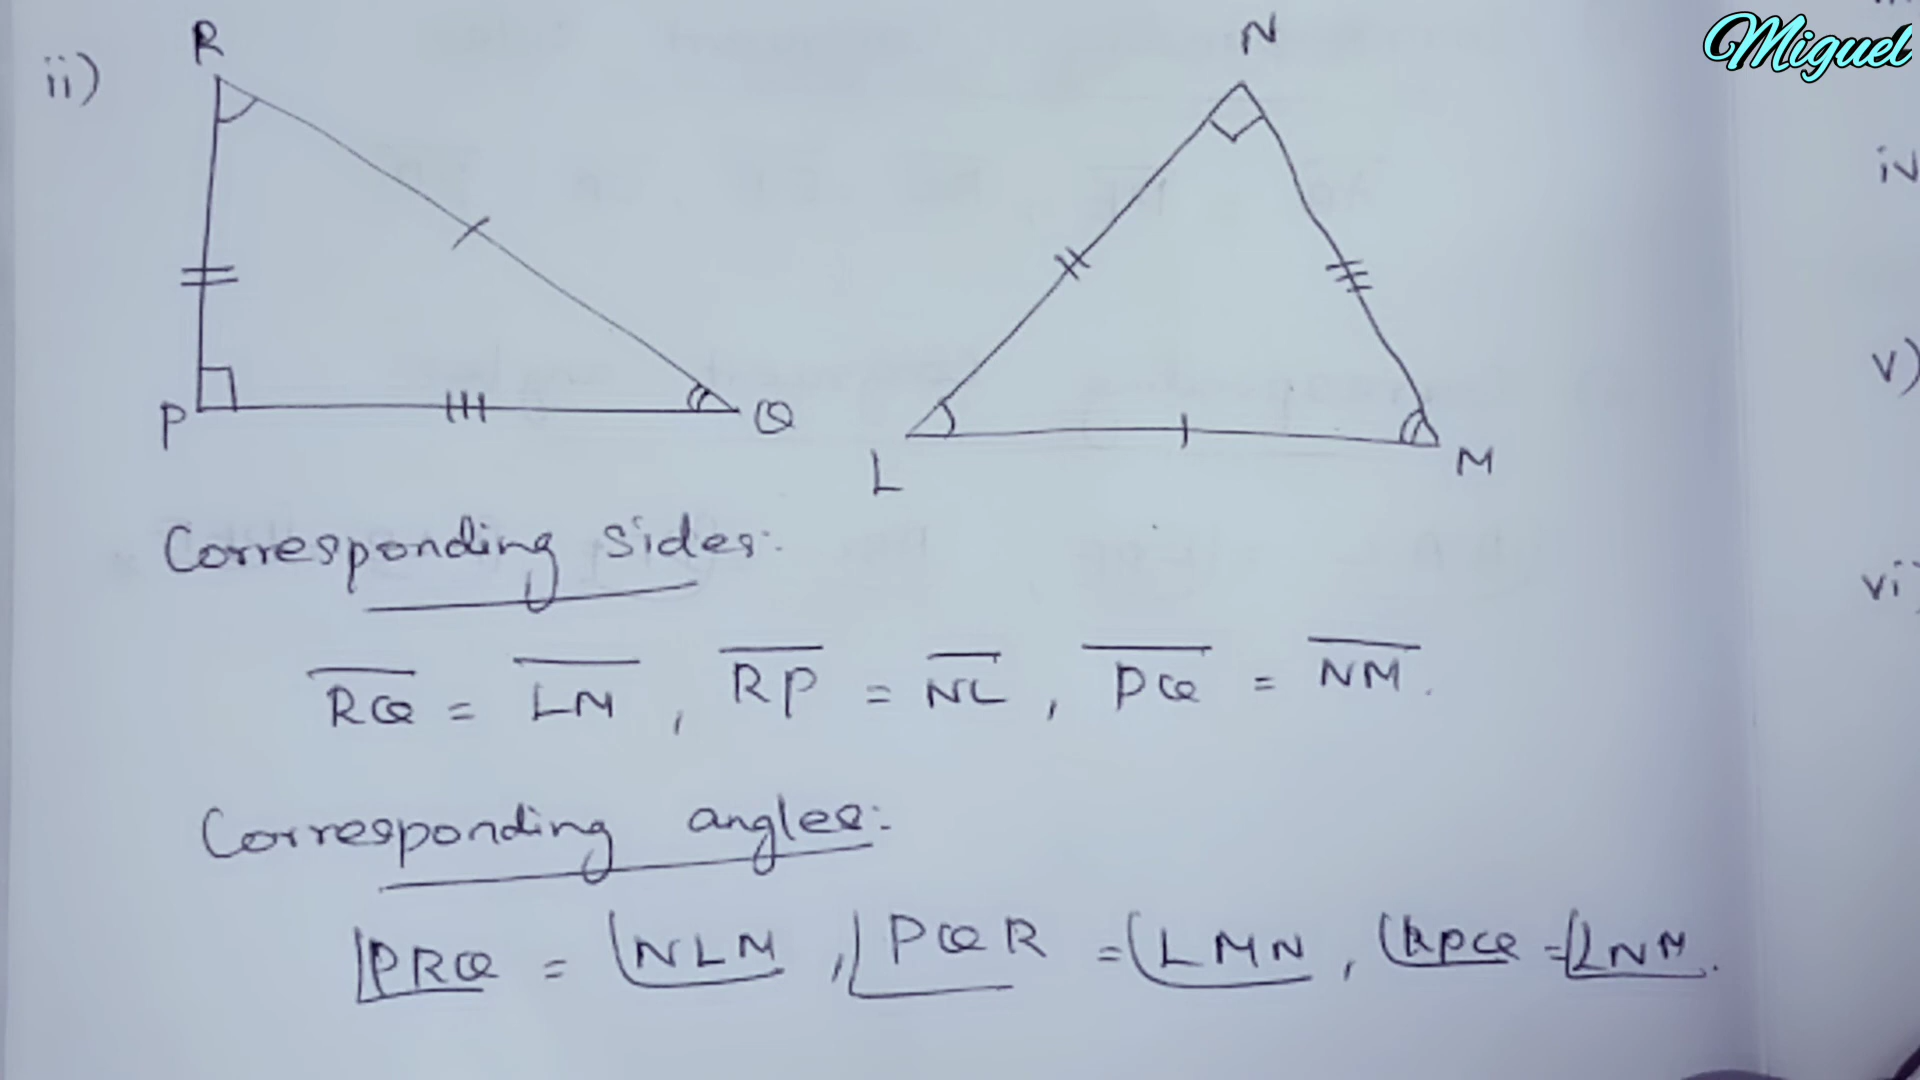 Miguel
ii)
R
N
P
Q
L
M
Corresponding sides:
RQ = LM, RP = NL, PQ = NM.
Corresponding angles:
∠PRQ = ∠NLM, ∠PQR = ∠LMN, ∠RPQ = ∠LNM.
iv
v)
vi)